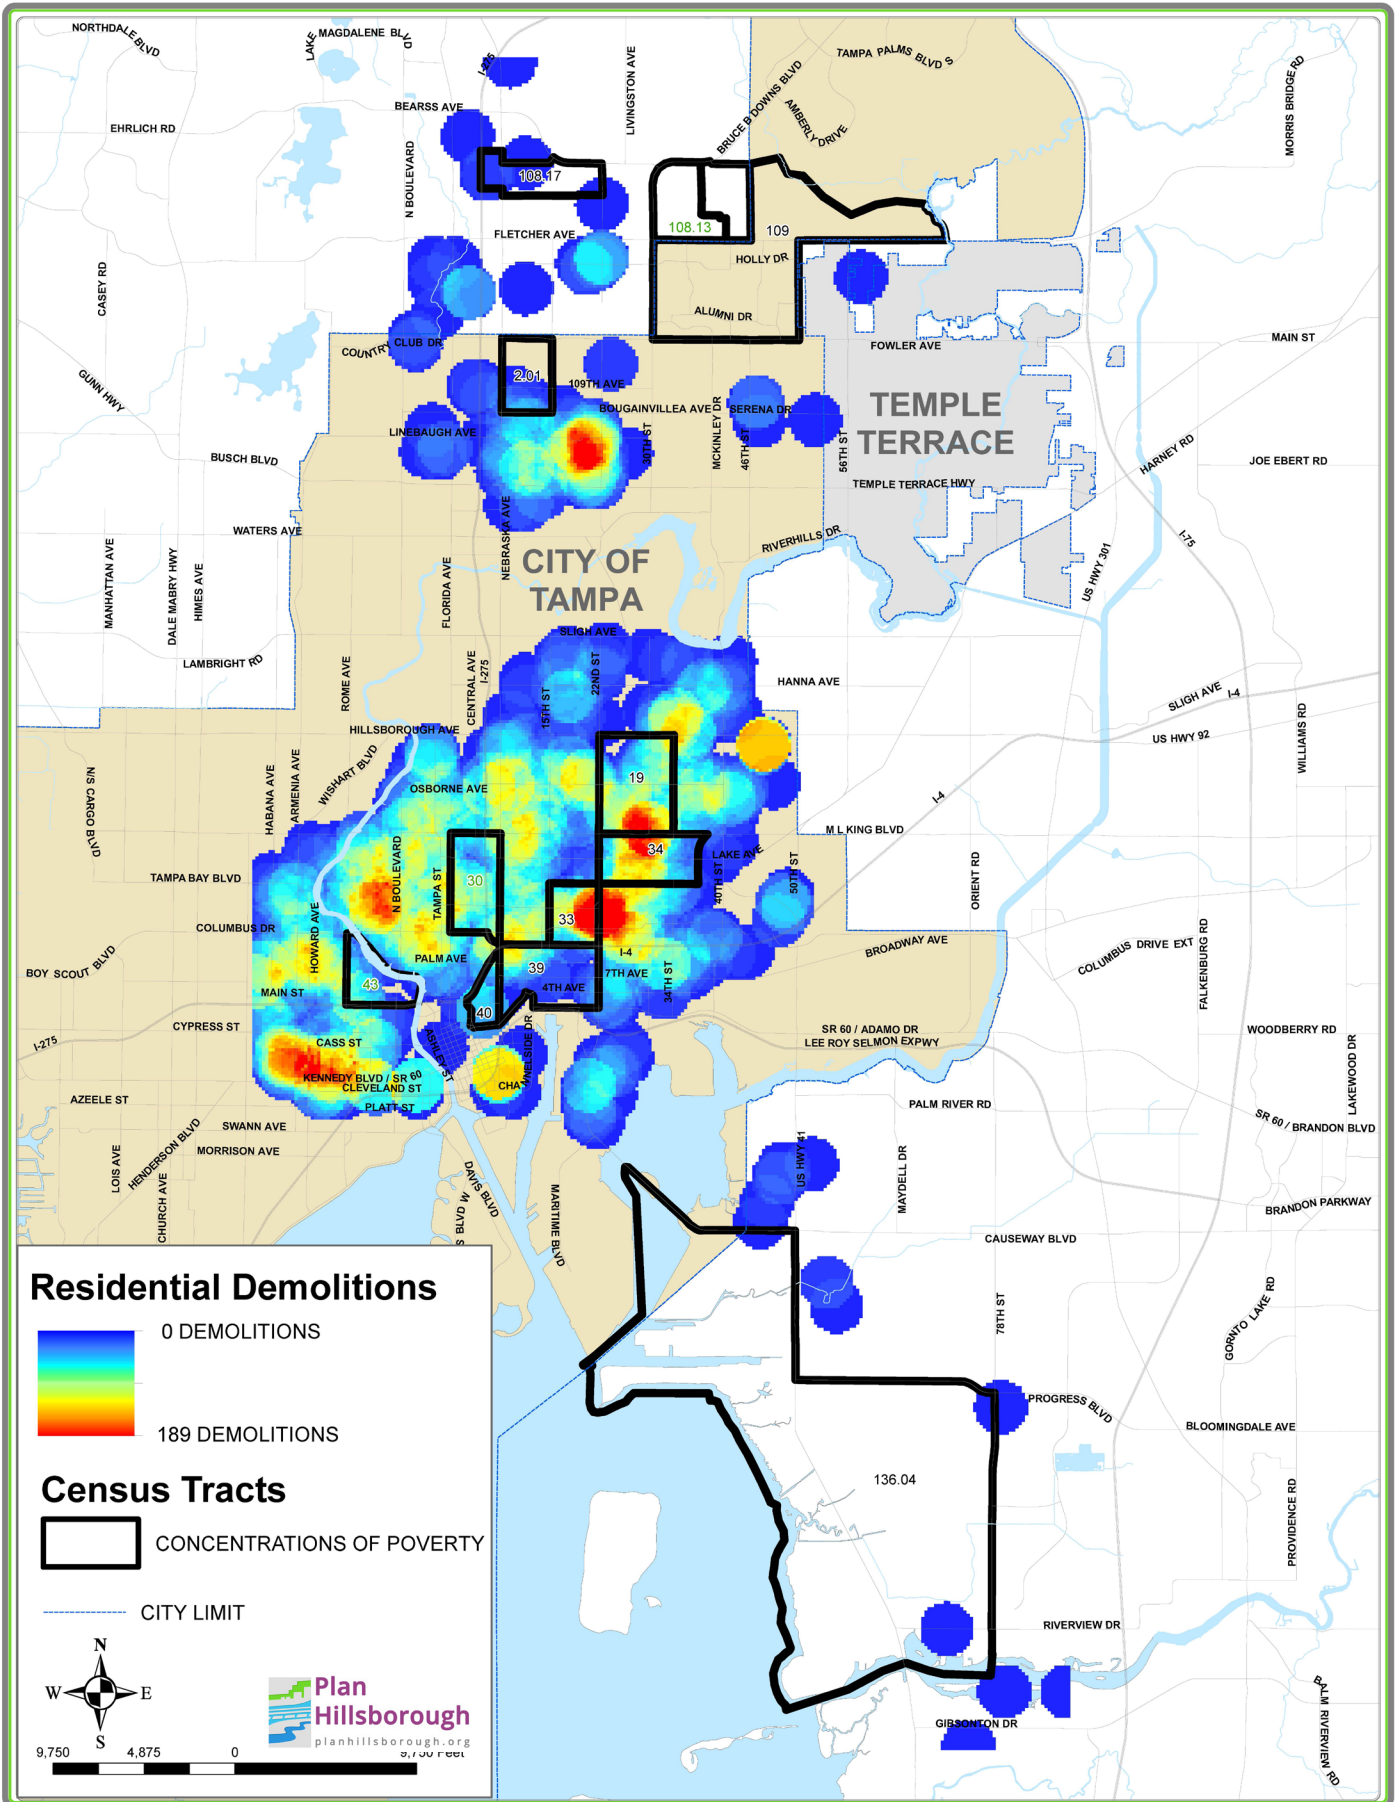 NORTHDALE BLVD
LAKE MAGDALENE BLVD
I-275
LIVINGSTON AVE
TAMPA PALMS BLVD S
BRUCE B DOWNS BLVD
AMBERLY DRIVE
MORRIS BRIDGE RD
BEARSS AVE
EHRLICH RD
N BOULEVARD
108.17
FLETCHER AVE
108.13
109
HOLLY DR
CASEY RD
ALUMNI DR
COUNTRY CLUB DR
FOWLER AVE
MAIN ST
GUNN HWY
2.01
109TH AVE
BOUGAINVILLEA AVE
SERENA DR
MCKINLEY DR
TEMPLE
TERRACE
LINEBAUGH AVE
30TH ST
46TH ST
56TH ST
HARNEY RD
BUSCH BLVD
JOE EBERT RD
TEMPLE TERRACE HWY
NEBRASKA AVE
WATERS AVE
RIVERHILLS DR
I-75
CITY OF
TAMPA
MANHATTAN AVE
DALE MABRY HWY
HIMES AVE
FLORIDA AVE
US HWY 301
SLIGH AVE
LAMBRIGHT RD
ROME AVE
CENTRAL AVE
I-275
22ND ST
15TH ST
HANNA AVE
SLIGH AVE
I-4
HILLSBOROUGH AVE
US HWY 92
WILLIAMS RD
N/S CARGO BLVD
HABANA AVE
ARMENIA AVE
WISHART BLVD
OSBORNE AVE
19
I-4
M L KING BLVD
34
LAKE AVE
TAMPA BAY BLVD
N BOULEVARD
TAMPA ST
30
40TH ST
50TH ST
ORIENT RD
COLUMBUS DR
HOWARD AVE
33
BOY SCOUT BLVD
PALM AVE
I-4
BROADWAY AVE
COLUMBUS DRIVE EXT
FALKENBURG RD
39
7TH AVE
34TH ST
MAIN ST
43
4TH AVE
40
CYPRESS ST
I-275
CASS ST
ASHLEY ST
SR 60 / ADAMO DR
LEE ROY SELMON EXPWY
WOODBERRY RD
LAKEWOOD DR
KENNEDY BLVD / SR 60
CLEVELAND ST
PLATT ST
AZEELE ST
PALM RIVER RD
SR 60 / BRANDON BLVD
SWANN AVE
HENDERSON BLVD
MORRISON AVE
LOIS AVE
CHURCH AVE
DAVIS BLVD
S BLVD W
MARITIME BLVD
US HWY 41
MAYDELL DR
BRANDON PARKWAY
CAUSEWAY BLVD
78TH ST
GORNTO LAKE RD
PROGRESS BLVD
BLOOMINGDALE AVE
136.04
PROVIDENCE RD
RIVERVIEW DR
GIBSONTON DR
BALM RIVERVIEW RD
Residential Demolitions
0 DEMOLITIONS
189 DEMOLITIONS
Census Tracts
CONCENTRATIONS OF POVERTY
CITY LIMIT
N
W E
S
Plan
Hillsborough
planhillsborough.org
9,750 4,875 0 9,750 Feet